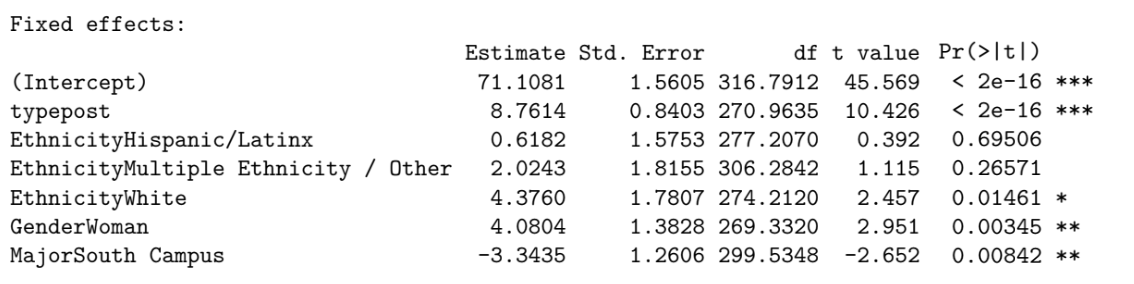 Fixed effects:
Estimate Std. Error df t value Pr(>|t|)
(Intercept) 71.1081 1.5605 316.7912 45.569 < 2e-16 ***
typepost 8.7614 0.8403 270.9635 10.426 < 2e-16 ***
EthnicityHispanic/Latinx 0.6182 1.5753 277.2070 0.392 0.69506
EthnicityMultiple Ethnicity / Other 2.0243 1.8155 306.2842 1.115 0.26571
EthnicityWhite 4.3760 1.7807 274.2120 2.457 0.01461 *
GenderWoman 4.0804 1.3828 269.3320 2.951 0.00345 **
MajorSouth Campus -3.3435 1.2606 299.5348 -2.652 0.00842 **